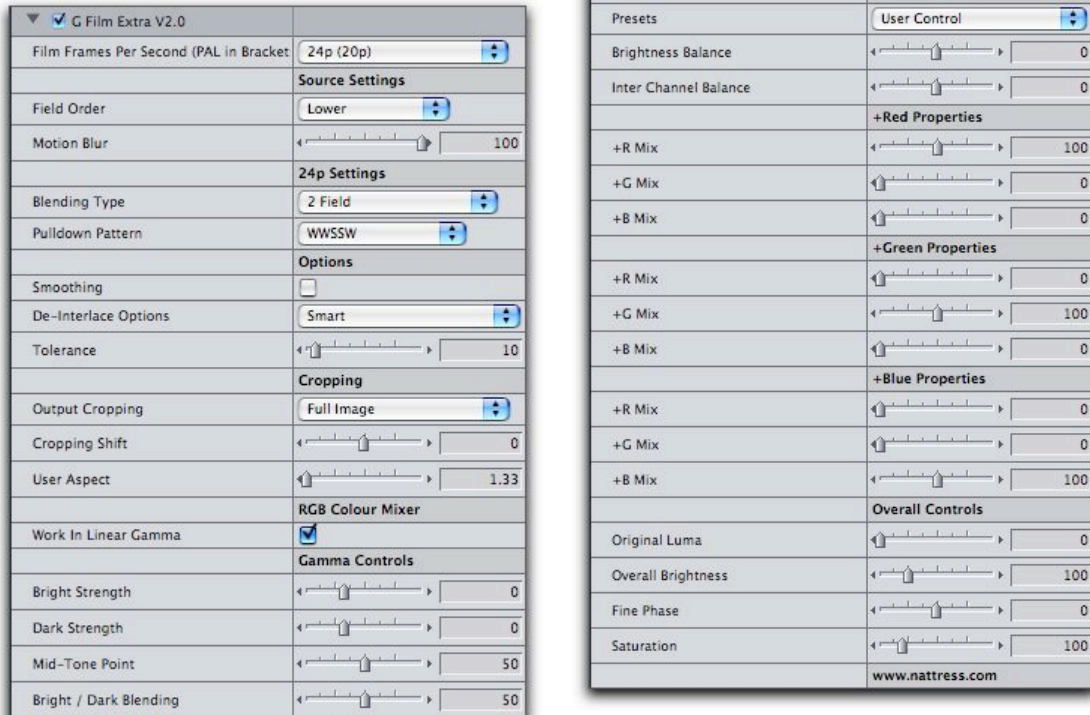 G Film Extra V2.0
Film Frames Per Second (PAL in Bracket 24p (20p)
Source Settings
Field Order Lower
Motion Blur 100
24p Settings
Blending Type 2 Field
Pulldown Pattern WWSSW
Options
Smoothing
De-Interlace Options Smart
Tolerance 10
Cropping
Output Cropping Full Image
Cropping Shift 0
User Aspect 1.33
RGB Colour Mixer
Work In Linear Gamma
Gamma Controls
Bright Strength 0
Dark Strength 0
Mid-Tone Point 50
Bright / Dark Blending 50
Presets User Control
Brightness Balance 0
Inter Channel Balance 0
+Red Properties
+R Mix 100
+G Mix 0
+B Mix 0
+Green Properties
+R Mix 0
+G Mix 100
+B Mix 0
+Blue Properties
+R Mix 0
+G Mix 0
+B Mix 100
Overall Controls
Original Luma 0
Overall Brightness 100
Fine Phase 0
Saturation 100
www.nattress.com